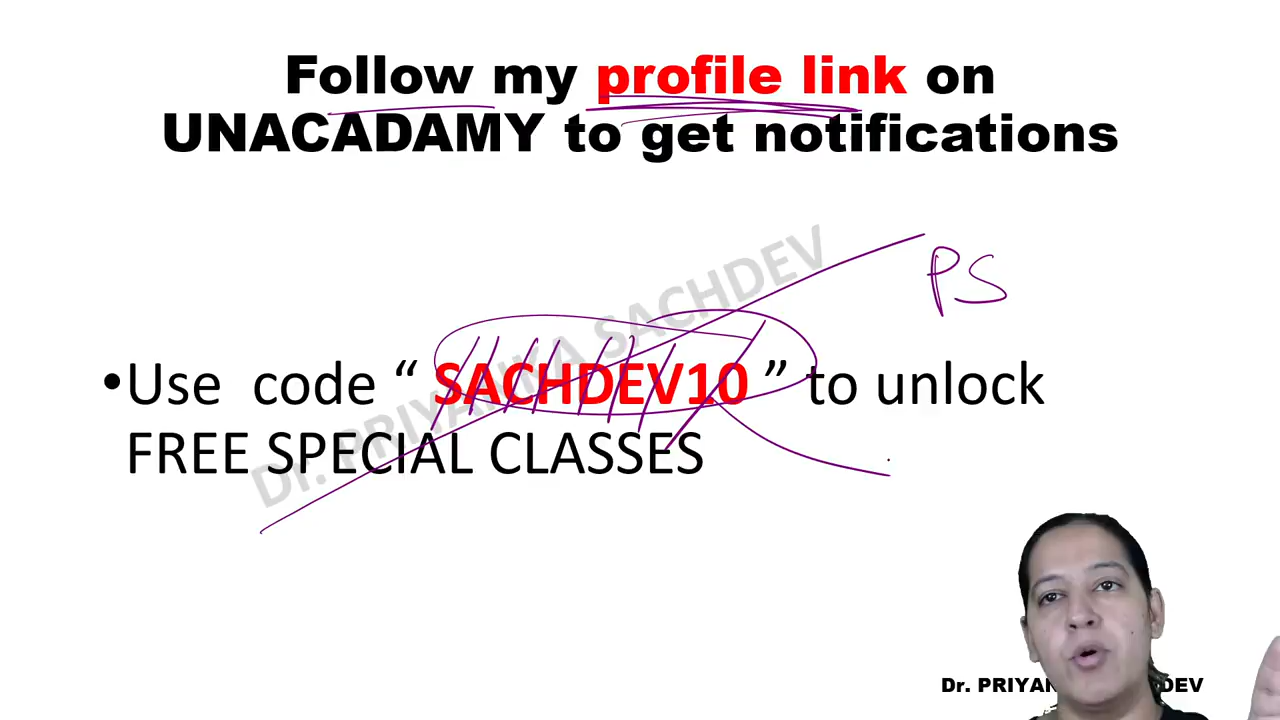 Follow my profile link on
UNACADAMY to get notifications
Dr. PRIYANKA SACHDEV
PS
•Use code “ SACHDEV10 ” to unlock
FREE SPECIAL CLASSES
Dr.